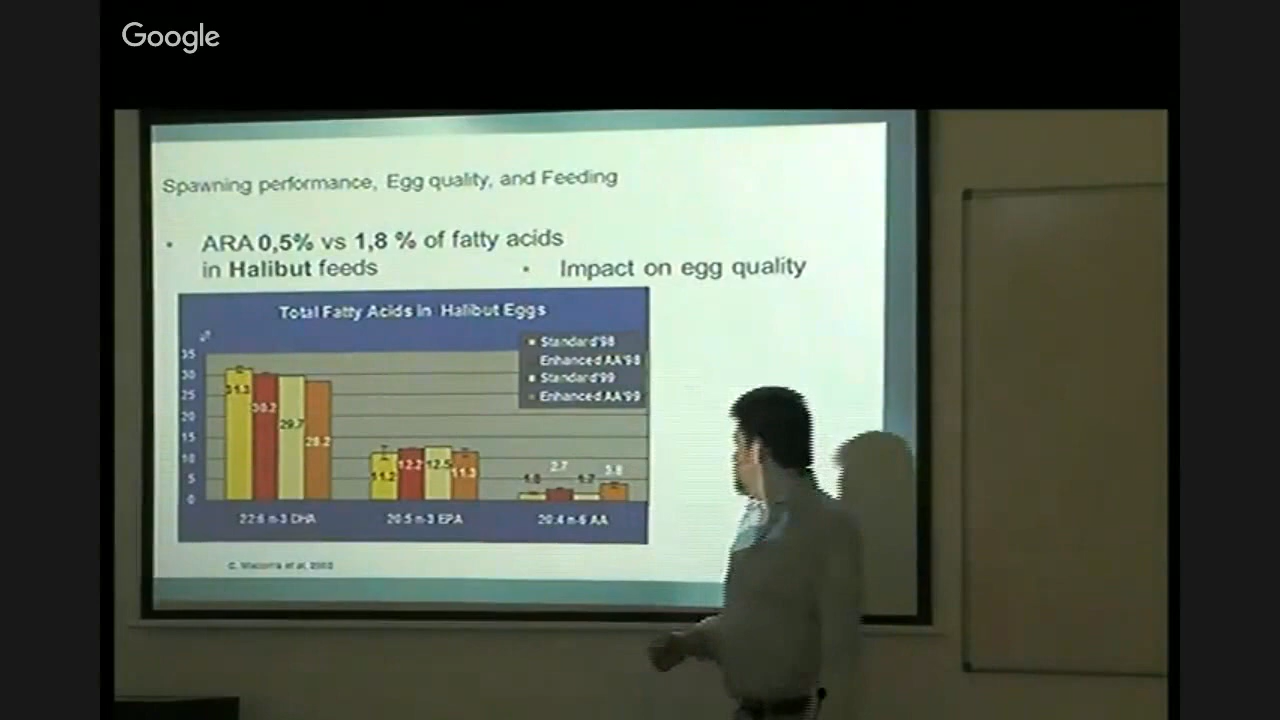 Google
Spawning performance, Egg quality, and Feeding
• ARA 0,5% vs 1,8 % of fatty acids
in Halibut feeds
• Impact on egg quality
Total Fatty Acids in Halibut Eggs
Standard'98
Enhanced AA'98
Standard'99
Enhanced AA'99
35
30
25
20
15
10
5
0
31.3
30.2
29.7
28.2
11.2
12.2
12.5
11.3
2.7
3.8
22:6 n-3 DHA
20:5 n-3 EPA
20:4 n-6 AA
et al,